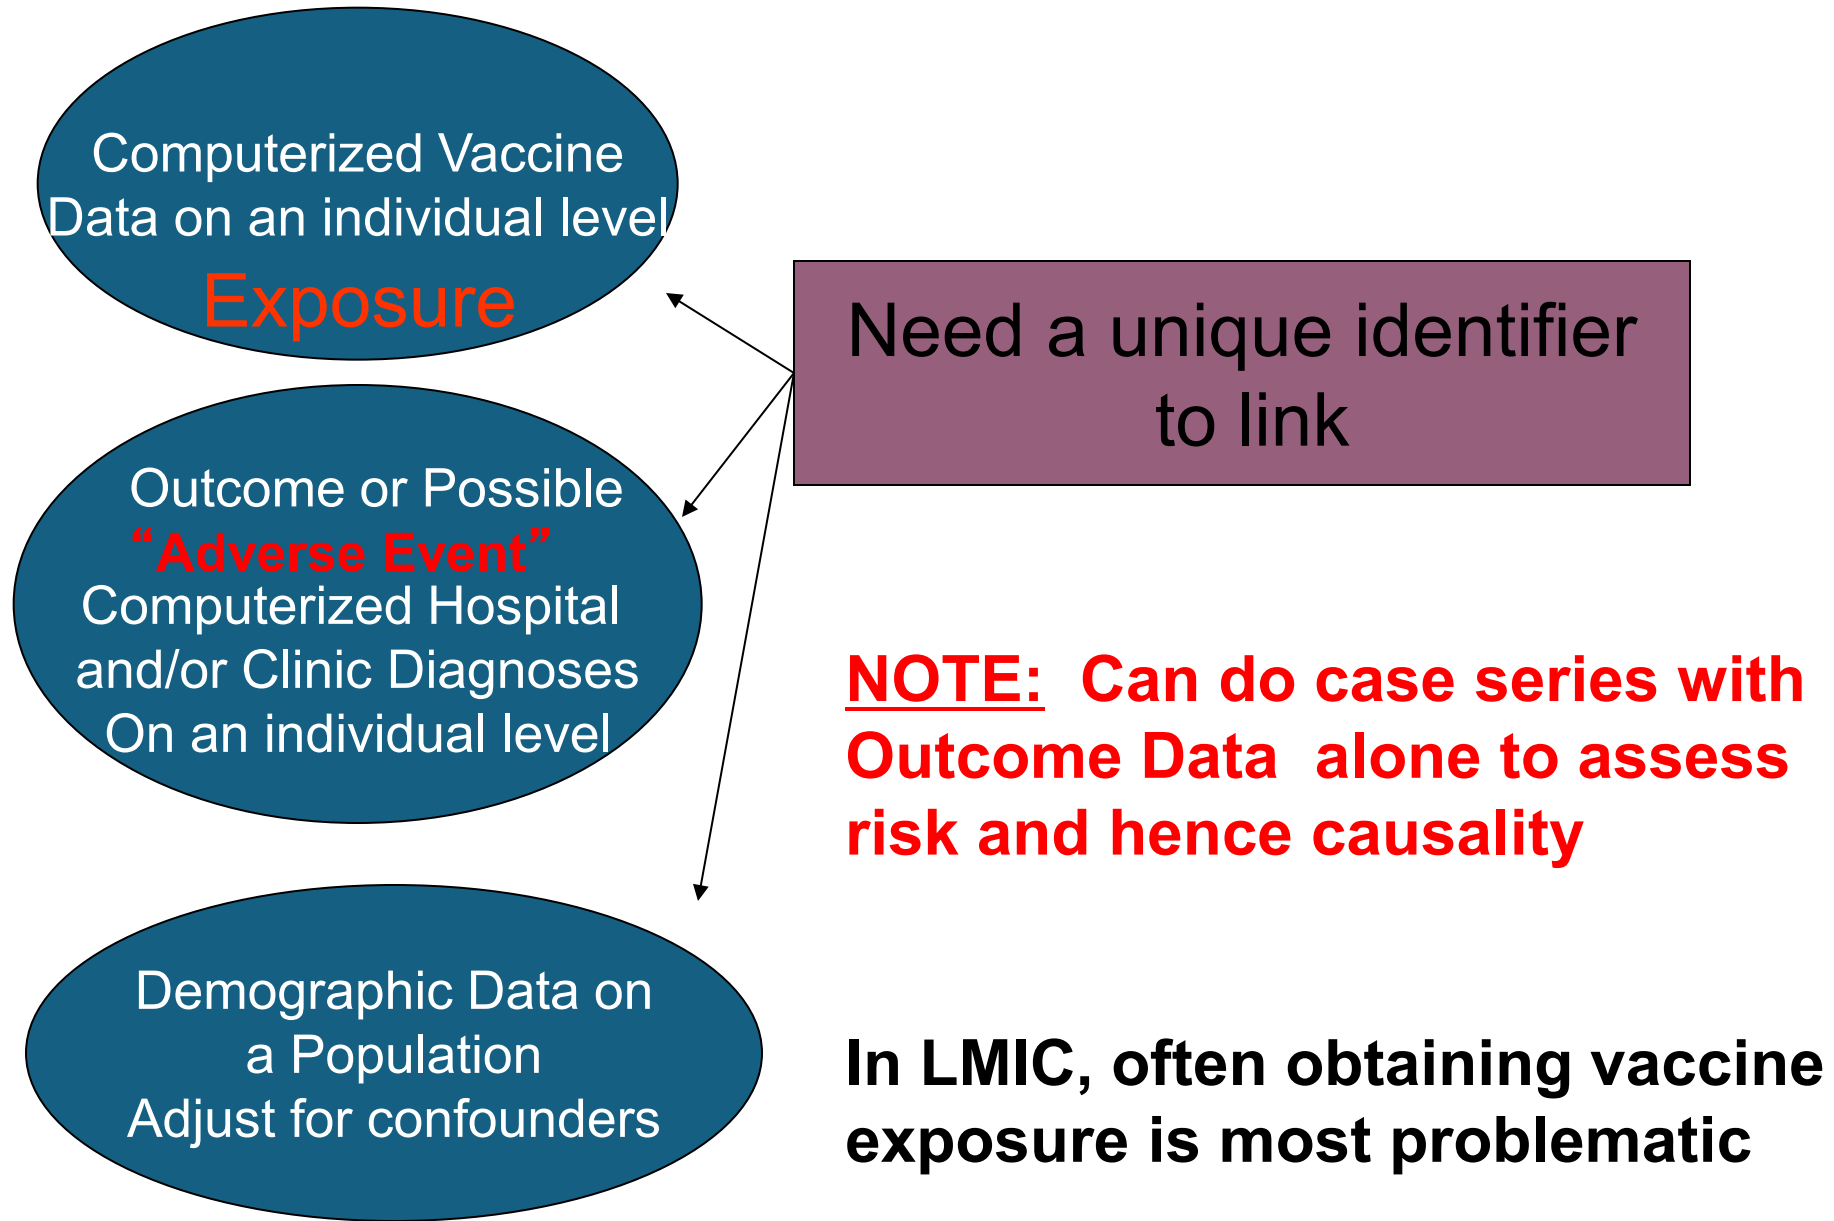 Computerized Vaccine
Data on an individual level
Exposure
Need a unique identifier
to link
Outcome or Possible
“Adverse Event”
Computerized Hospital
and/or Clinic Diagnoses
On an individual level
NOTE: Can do case series with
Outcome Data alone to assess
risk and hence causality
Demographic Data on
a Population
Adjust for confounders
In LMIC, often obtaining vaccine
exposure is most problematic